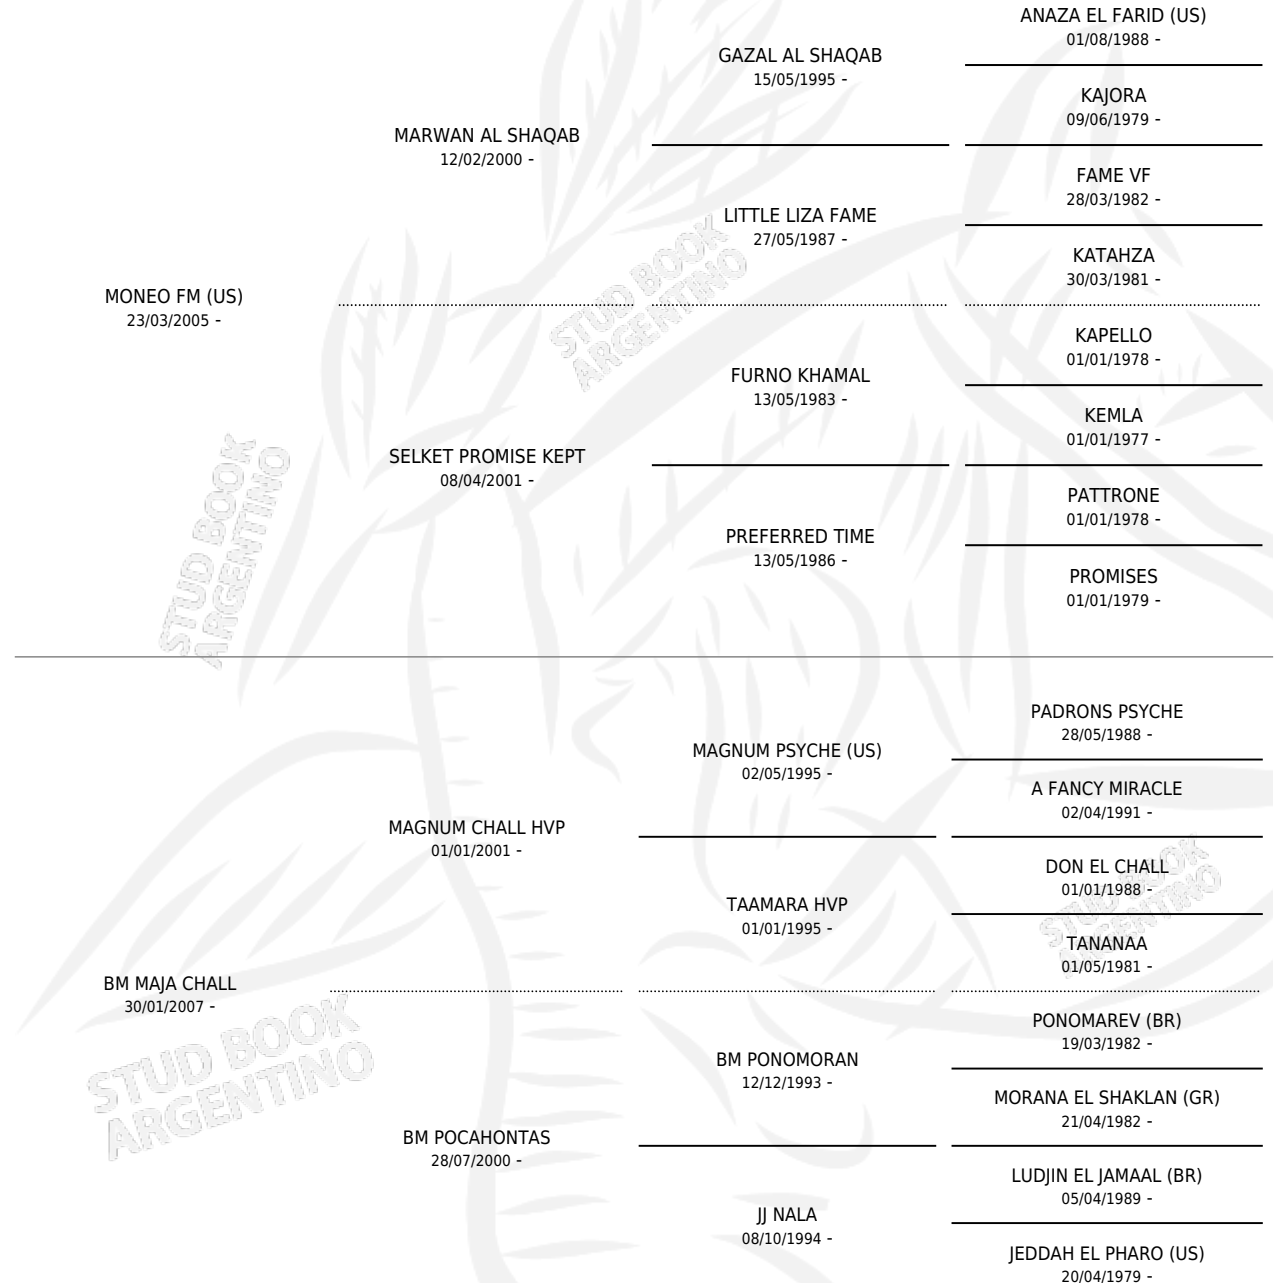 ANAZA EL FARID (US)
01/08/1988 -
GAZAL AL SHAQAB
15/05/1995 -
KAJORA
09/06/1979 -
MARWAN AL SHAQAB
12/02/2000 -
FAME VF
28/03/1982 -
LITTLE LIZA FAME
27/05/1987 -
KATAHZA
30/03/1981 -
MONEO FM (US)
23/03/2005 -
KAPELLO
01/01/1978 -
FURNO KHAMAL
13/05/1983 -
KEMLA
01/01/1977 -
SELKET PROMISE KEPT
08/04/2001 -
PATTRONE
01/01/1978 -
PREFERRED TIME
13/05/1986 -
PROMISES
01/01/1979 -
PADRONS PSYCHE
28/05/1988 -
MAGNUM PSYCHE (US)
02/05/1995 -
A FANCY MIRACLE
02/04/1991 -
MAGNUM CHALL HVP
01/01/2001 -
DON EL CHALL
01/01/1988 -
TAAMARA HVP
01/01/1995 -
TANANAA
01/05/1981 -
BM MAJA CHALL
30/01/2007 -
PONOMAREV (BR)
19/03/1982 -
BM PONOMORAN
12/12/1993 -
MORANA EL SHAKLAN (GR)
21/04/1982 -
BM POCAHONTAS
28/07/2000 -
LUDJIN EL JAMAAL (BR)
05/04/1989 -
JJ NALA
08/10/1994 -
JEDDAH EL PHARO (US)
20/04/1979 -
STUD BOOK
ARGENTINO
STUD BOOK
ARGENTINO
STUD BOOK
ARGENTINO
STUD BOOK
ARGENTINO